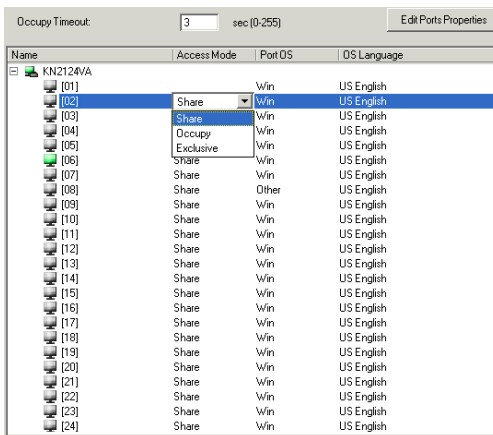 Occupy Timeout: 3 sec (0-255) Edit Ports Properties
Name Access Mode Port OS OS Language
KN2124VA
[01] Win US English
[02] Share Win US English
[03] Share Win US English
[04] Occupy Win US English
[05] Exclusive Win US English
[06] Share Win US English
[07] Share Win US English
[08] Share Other US English
[09] Share Win US English
[10] Share Win US English
[11] Share Win US English
[12] Share Win US English
[13] Share Win US English
[14] Share Win US English
[15] Share Win US English
[16] Share Win US English
[17] Share Win US English
[18] Share Win US English
[19] Share Win US English
[20] Share Win US English
[21] Share Win US English
[22] Share Win US English
[23] Share Win US English
[24] Share Win US English